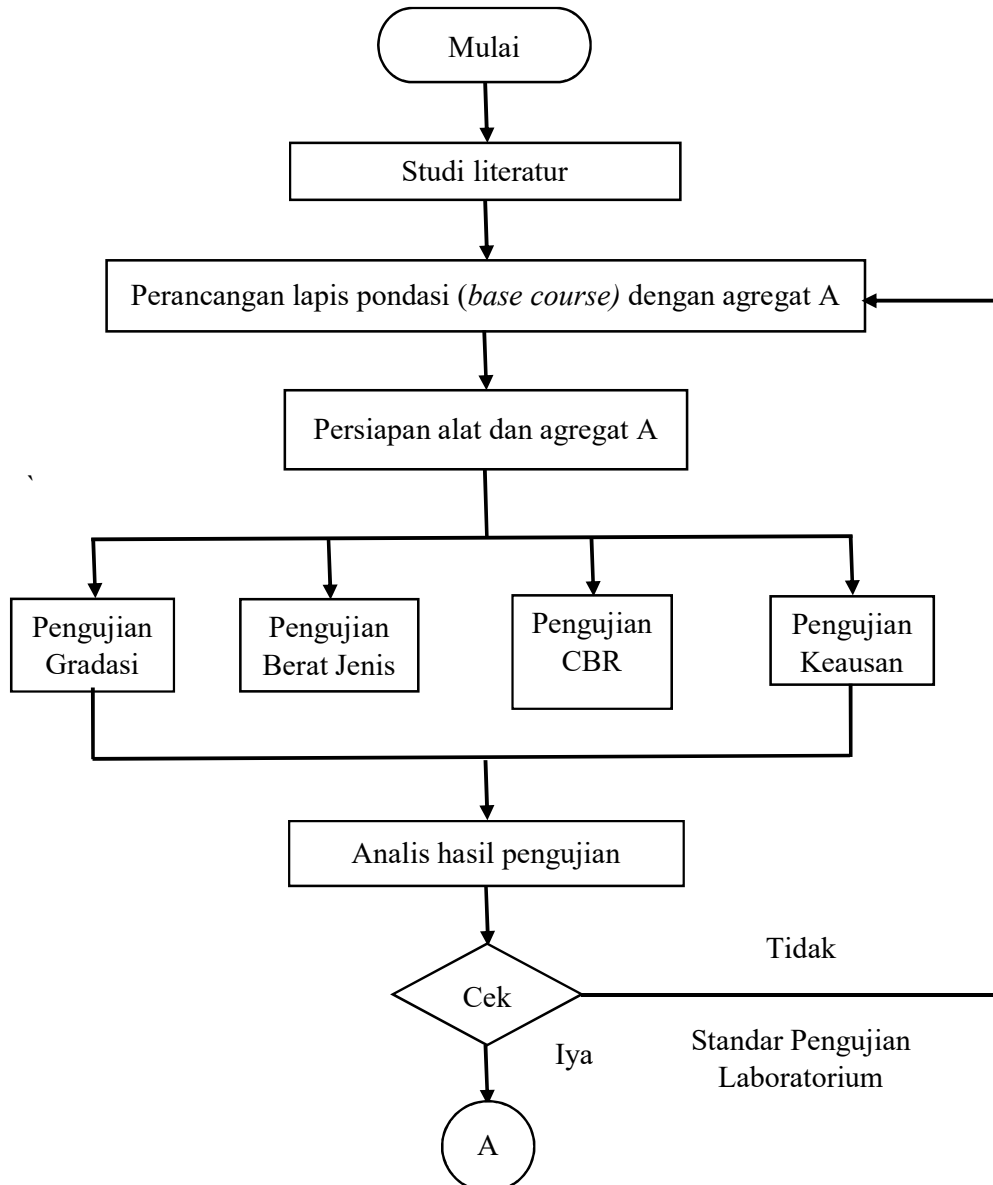 Mulai
Studi literatur
Perancangan lapis pondasi (base course) dengan agregat A
Persiapan alat dan agregat A
`
Pengujian
Gradasi
Pengujian
Berat Jenis
Pengujian
CBR
Pengujian
Keausan
Analis hasil pengujian
Tidak
Cek
Iya
Standar Pengujian
Laboratorium
A